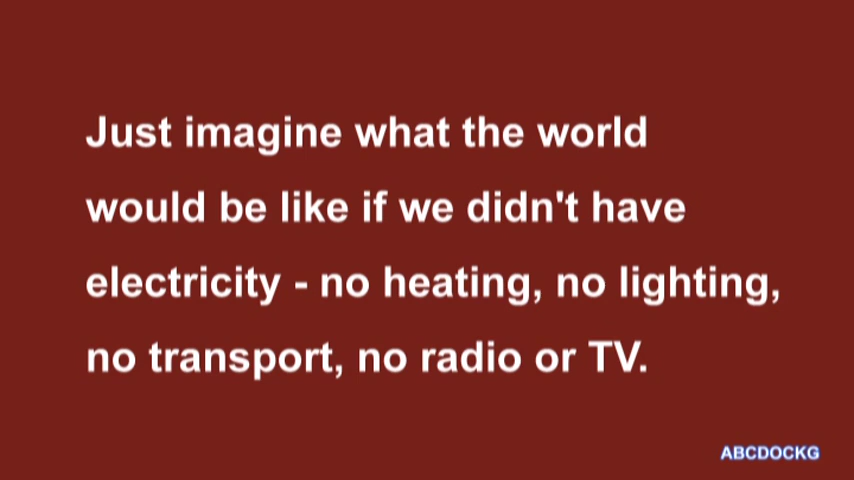 Just imagine what the world
would be like if we didn't have
electricity - no heating, no lighting,
no transport, no radio or TV.
ABCDOCKG